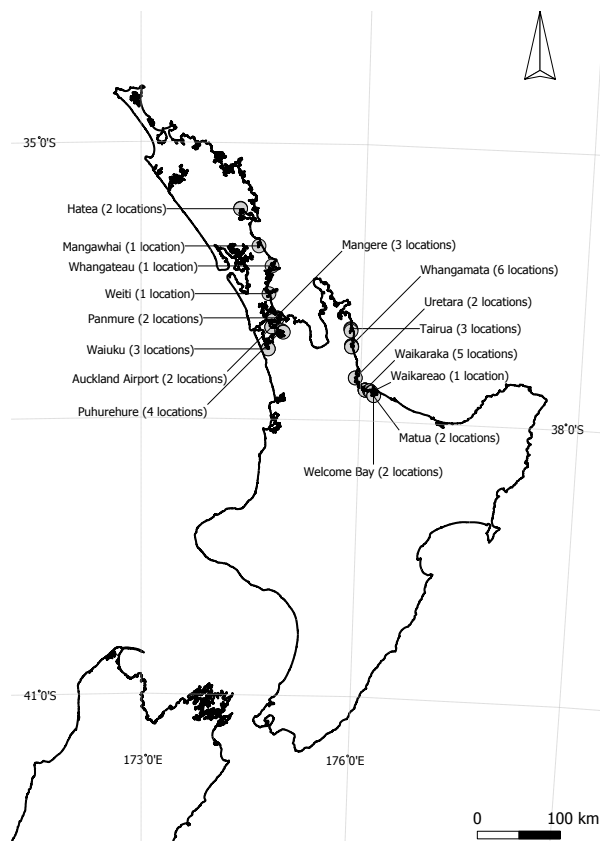 35°0'S
Hatea (2 locations)
Mangawhai (1 location)
Mangere (3 locations)
Whangateau (1 location)
Whangamata (6 locations)
Weiti (1 location)
Uretara (2 locations)
Panmure (2 locations)
Tairua (3 locations)
Waiuku (3 locations)
Waikaraka (5 locations)
Auckland Airport (2 locations)
Waikareao (1 location)
Puhurehure (4 locations)
38°0'S
Matua (2 locations)
Welcome Bay (2 locations)
41°0'S
173°0'E
176°0'E
0 100 km